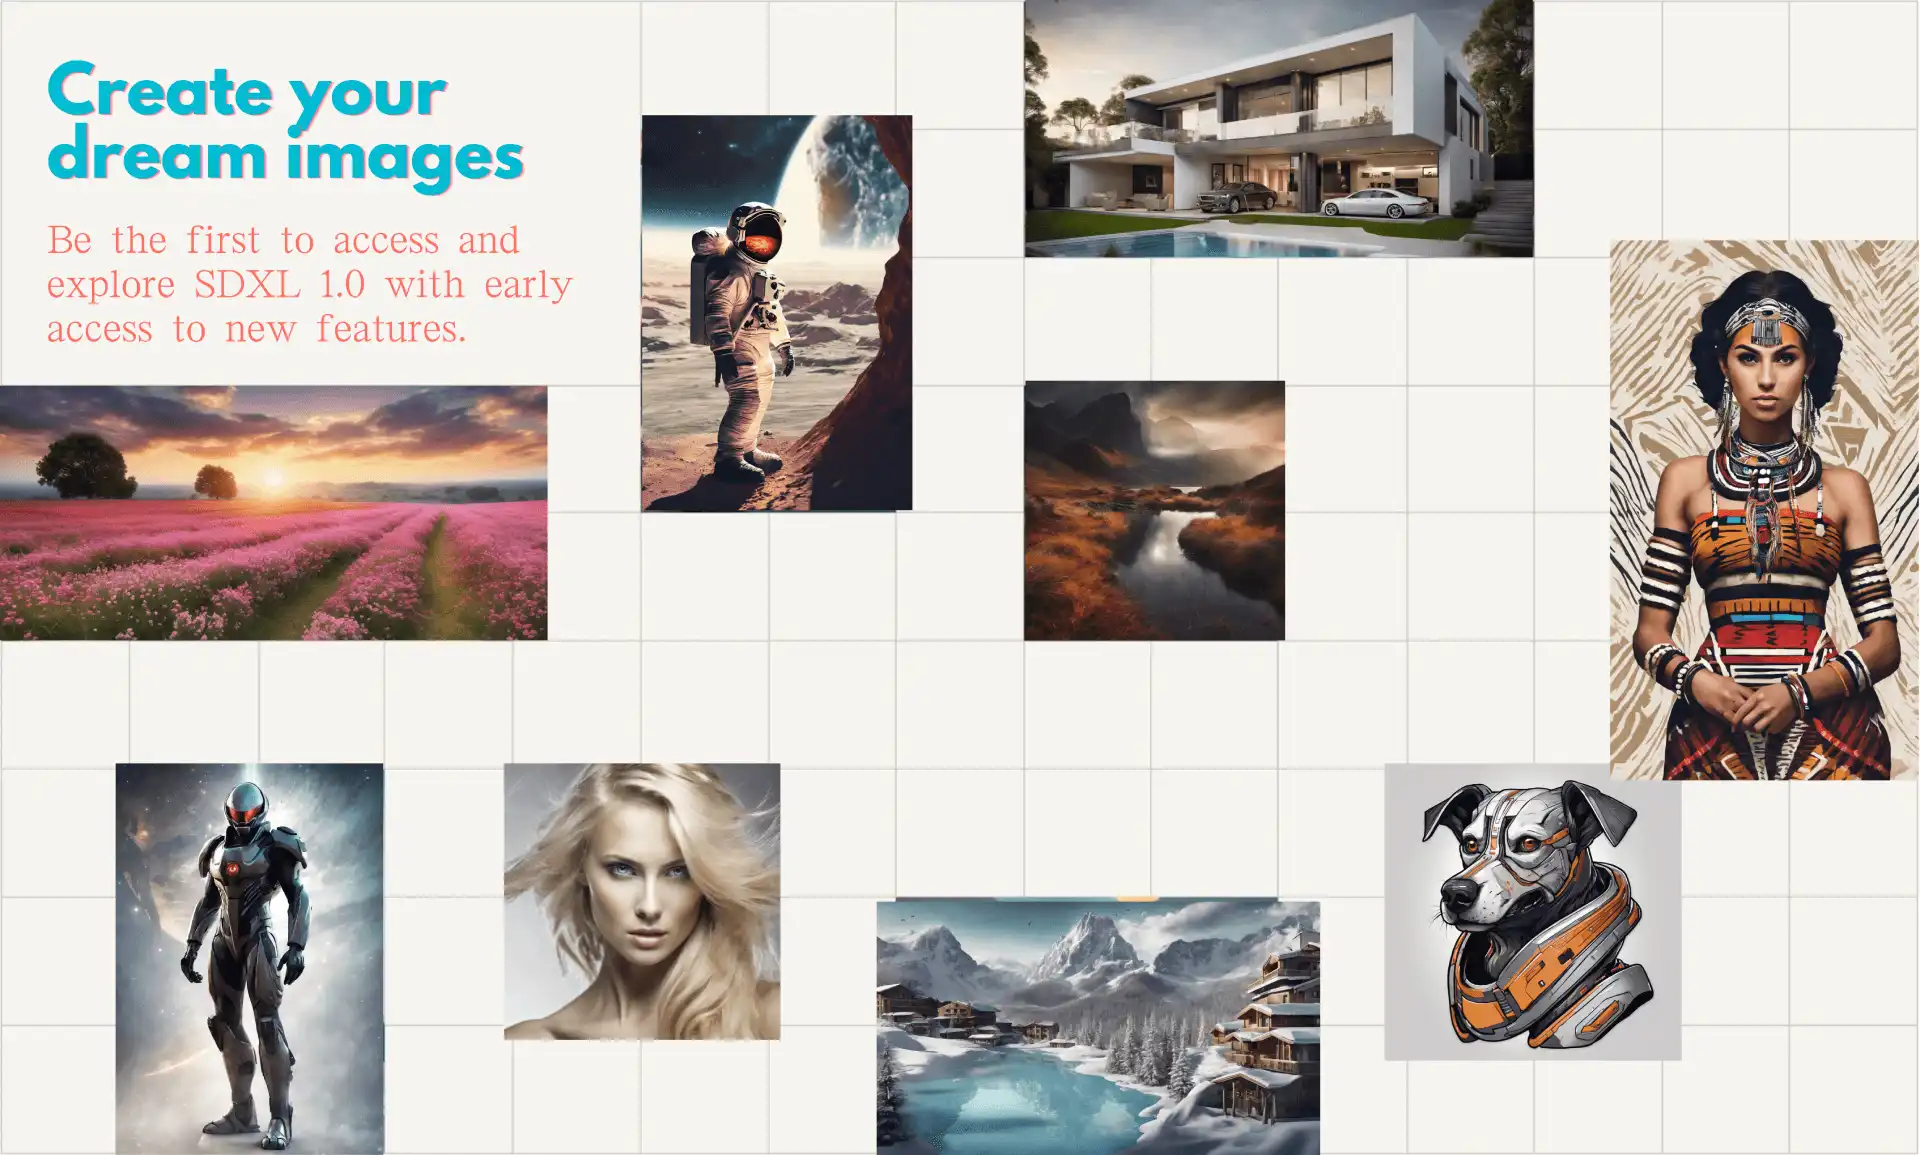 Create your
dream images
Be the first to access and
explore SDXL 1.0 with early
access to new features.